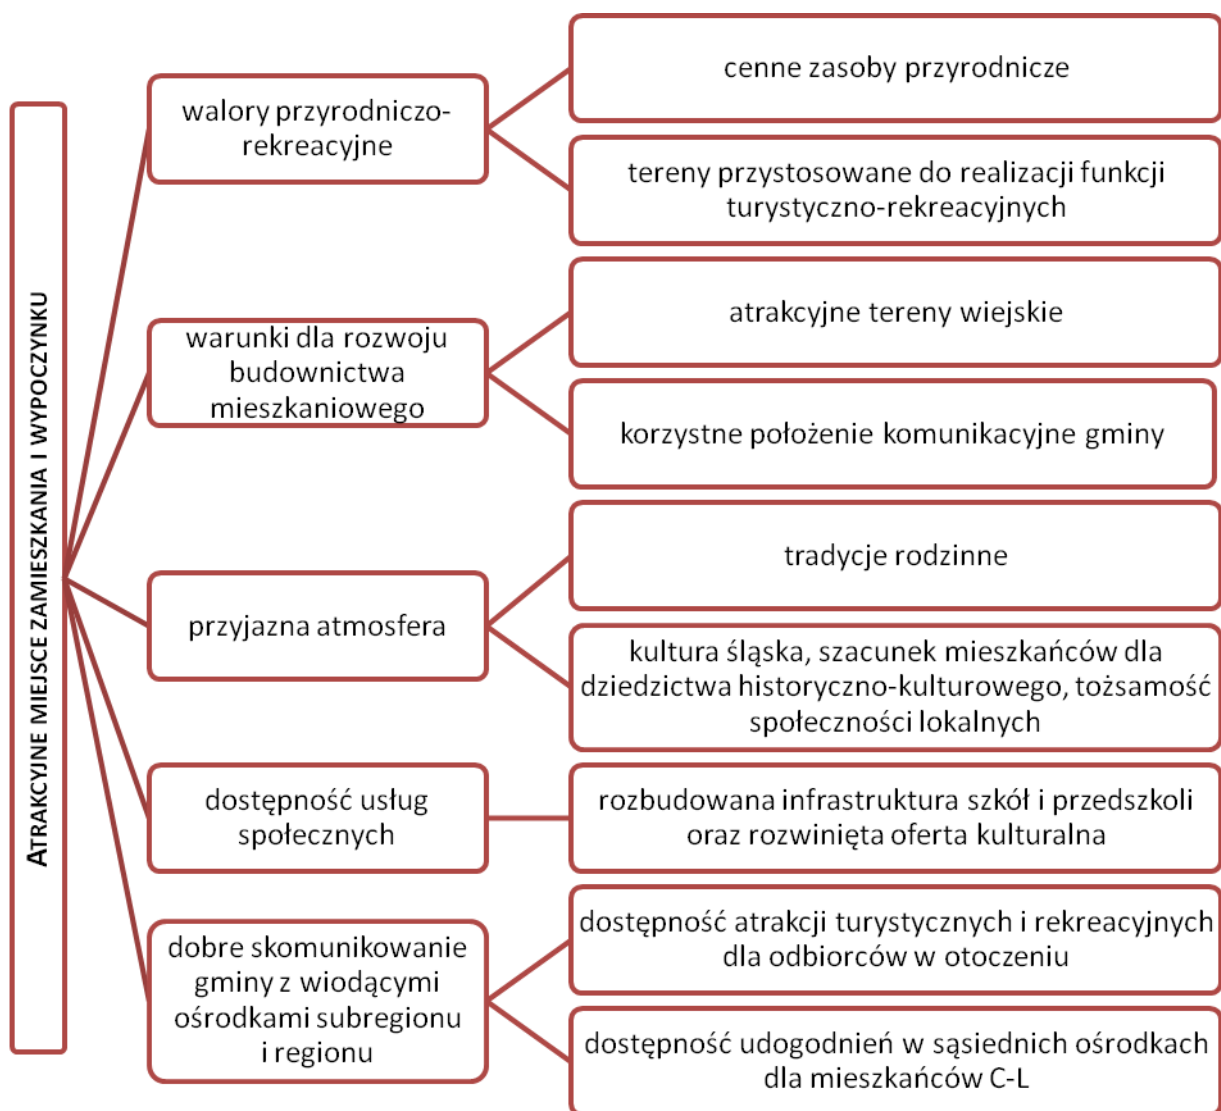 ATRAKCYJNE MIEJSCE ZAMIESZKANIA I WYPOCZYNKU
walory przyrodniczo-
rekreacyjne
cenne zasoby przyrodnicze
tereny przystosowane do realizacji funkcji
turystyczno-rekreacyjnych
warunki dla rozwoju
budownictwa
mieszkaniowego
atrakcyjne tereny wiejskie
korzystne położenie komunikacyjne gminy
przyjazna atmosfera
tradycje rodzinne
kultura śląska, szacunek mieszkańców dla
dziedzictwa historyczno-kulturowego, tożsamość
społeczności lokalnych
dostępność usług
społecznych
rozbudowana infrastruktura szkół i przedszkoli
oraz rozwinięta oferta kulturalna
dobre skomunikowanie
gminy z wiodącymi
ośrodkami subregionu
i regionu
dostępność atrakcji turystycznych i rekreacyjnych
dla odbiorców w otoczeniu
dostępność udogodnień w sąsiednich ośrodkach
dla mieszkańców C-L